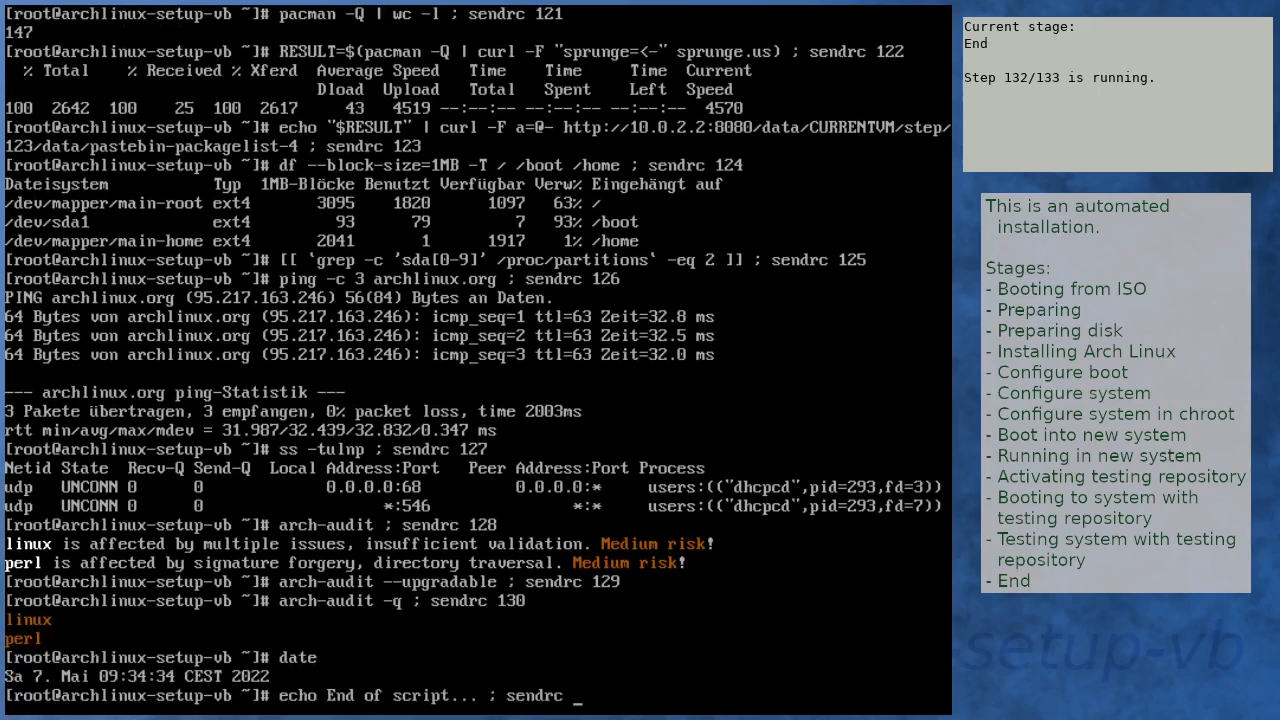 [root@archlinux-setup-vb ~]# pacman -Q | wc -l ; sendrc 121
147
[root@archlinux-setup-vb ~]# RESULT=$(pacman -Q | curl -F "sprunge=<-" sprunge.us) ; sendrc 122
  % Total    % Received % Xferd  Average Speed   Time    Time     Time  Current
                                 Dload  Upload   Total   Spent    Left  Speed
100  2642  100    25  100  2617     43   4519 --:--:-- --:--:-- --:--:--  4570
[root@archlinux-setup-vb ~]# echo "$RESULT" | curl -F a=@- http://10.0.2.2:8080/data/CURRENTVM/step/
123/data/pastebin-packagelist-4 ; sendrc 123
[root@archlinux-setup-vb ~]# df --block-size=1MB -T / /boot /home ; sendrc 124
Dateisystem           Typ  1MB-Blöcke Benutzt Verfügbar Verw% Eingehängt auf
/dev/mapper/main-root ext4       3095    1820      1097   63% /
/dev/sda1             ext4         93      79         7   93% /boot
/dev/mapper/main-home ext4       2041       1      1917    1% /home
[root@archlinux-setup-vb ~]# [[ `grep -c 'sda[0-9]' /proc/partitions` -eq 2 ]] ; sendrc 125
[root@archlinux-setup-vb ~]# ping -c 3 archlinux.org ; sendrc 126
PING archlinux.org (95.217.163.246) 56(84) Bytes an Daten.
64 Bytes von archlinux.org (95.217.163.246): icmp_seq=1 ttl=63 Zeit=32.8 ms
64 Bytes von archlinux.org (95.217.163.246): icmp_seq=2 ttl=63 Zeit=32.5 ms
64 Bytes von archlinux.org (95.217.163.246): icmp_seq=3 ttl=63 Zeit=32.0 ms

--- archlinux.org ping-Statistik ---
3 Pakete übertragen, 3 empfangen, 0% packet loss, time 2003ms
rtt min/avg/max/mdev = 31.987/32.439/32.832/0.347 ms
[root@archlinux-setup-vb ~]# ss -tulnp ; sendrc 127
Netid State  Recv-Q Send-Q  Local Address:Port   Peer Address:Port Process
udp   UNCONN 0      0             0.0.0.0:68          0.0.0.0:*     users:(("dhcpcd",pid=293,fd=3))
udp   UNCONN 0      0                   *:546               *:*     users:(("dhcpcd",pid=293,fd=7))
[root@archlinux-setup-vb ~]# arch-audit ; sendrc 128
linux is affected by multiple issues, insufficient validation. Medium risk!
perl is affected by signature forgery, directory traversal. Medium risk!
[root@archlinux-setup-vb ~]# arch-audit --upgradable ; sendrc 129
[root@archlinux-setup-vb ~]# arch-audit -q ; sendrc 130
linux
perl
[root@archlinux-setup-vb ~]# date
Sa 7. Mai 09:34:34 CEST 2022
[root@archlinux-setup-vb ~]# echo End of script... ; sendrc _
Current stage:
End

Step 132/133 is running.
This is an automated
installation.

Stages:
- Booting from ISO
- Preparing
- Preparing disk
- Installing Arch Linux
- Configure boot
- Configure system
- Configure system in chroot
- Boot into new system
- Running in new system
- Activating testing repository
- Booting to system with
testing repository
- Testing system with testing
repository
- End
-setup-vb